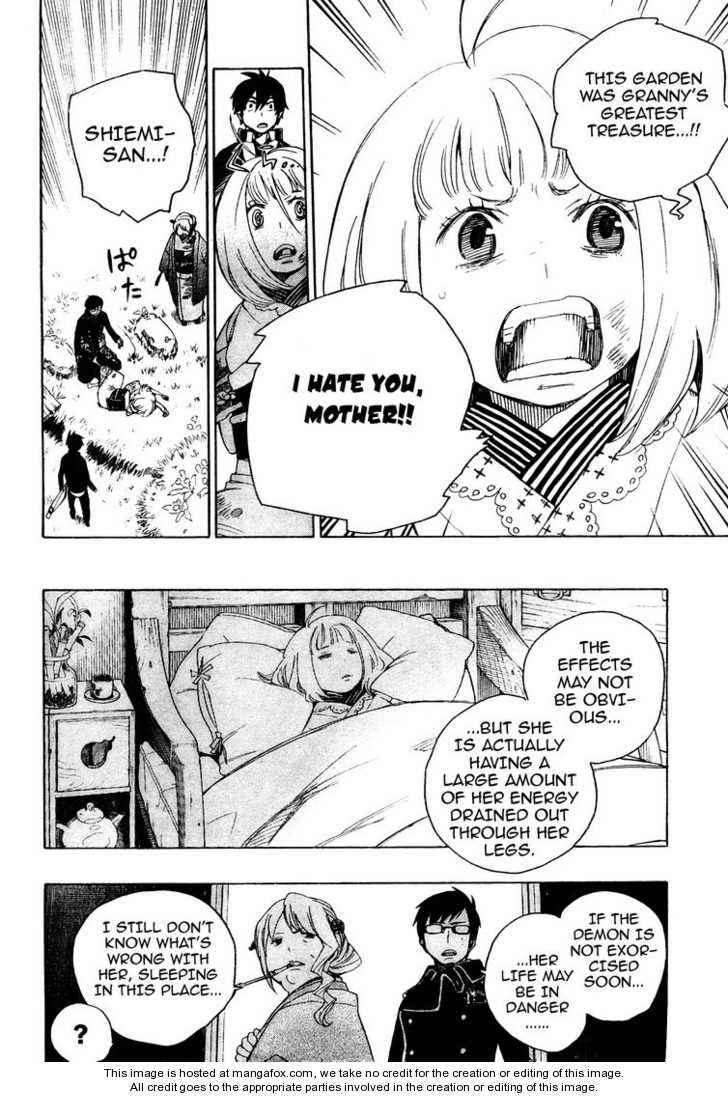 THIS GARDEN
WAS GRANNY'S
GREATEST
TREASURE...!!
I HATE YOU,
MOTHER!!
SHIEMI-
SAN...!
ぱた
THE
EFFECTS
MAY NOT
BE OBVI-
OUS...
...BUT SHE
IS ACTUALLY
HAVING A
LARGE AMOUNT
OF HER ENERGY
DRAINED OUT
THROUGH HER
LEGS.
IF THE
DEMON IS
NOT EXOR-
CISED
SOON...
...HER
LIFE MAY
BE IN
DANGER
......
I STILL DON'T
KNOW WHAT'S
WRONG WITH
HER, SLEEPING
IN THIS PLACE...
?
This image is hosted at mangafox.com, we take no credit for the creation or editing of this image.
All credit goes to the appropriate parties involved in the creation or editing of this image.